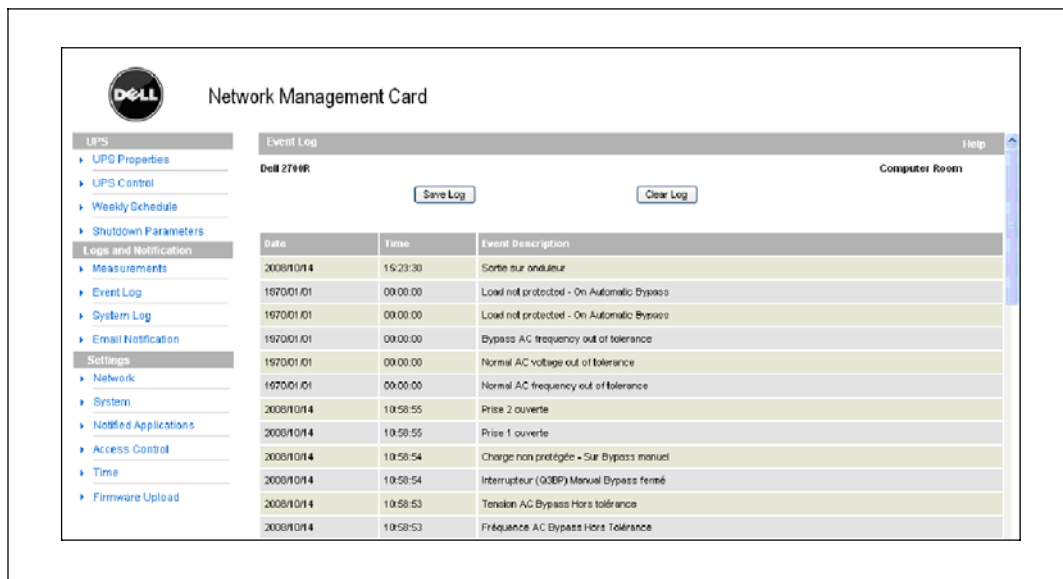 DELL
Network Management Card
UPS
UPS Properties
UPS Control
Weekly Schedule
Shutdown Parameters
Logs and Notification
Measurements
Event Log
System Log
Email Notification
Settings
Network
System
Notified Applications
Access Control
Time
Firmware Upload
Event Log Help
Dell 2700R Computer Room
Save Log Clear Log
Date Time Event Description
2008/10/14 15:23:30 Sortie sur onduleur
1970/01/01 00:00:00 Load not protected - On Automatic Bypass
1970/01/01 00:00:00 Load not protected - On Automatic Bypass
1970/01/01 00:00:00 Bypass AC frequency out of tolerance
1970/01/01 00:00:00 Normal AC voltage out of tolerance
1970/01/01 00:00:00 Normal AC frequency out of tolerance
2008/10/14 10:58:55 Prise 2 ouverte
2008/10/14 10:58:55 Prise 1 ouverte
2008/10/14 10:58:54 Charge non protégée - Sur Bypass manuel
2008/10/14 10:58:54 Interrupteur (Q3BP) Manual Bypass fermé
2008/10/14 10:58:53 Tension AC Bypass Hors tolérance
2008/10/14 10:58:53 Fréquence AC Bypass Hors Tolérance